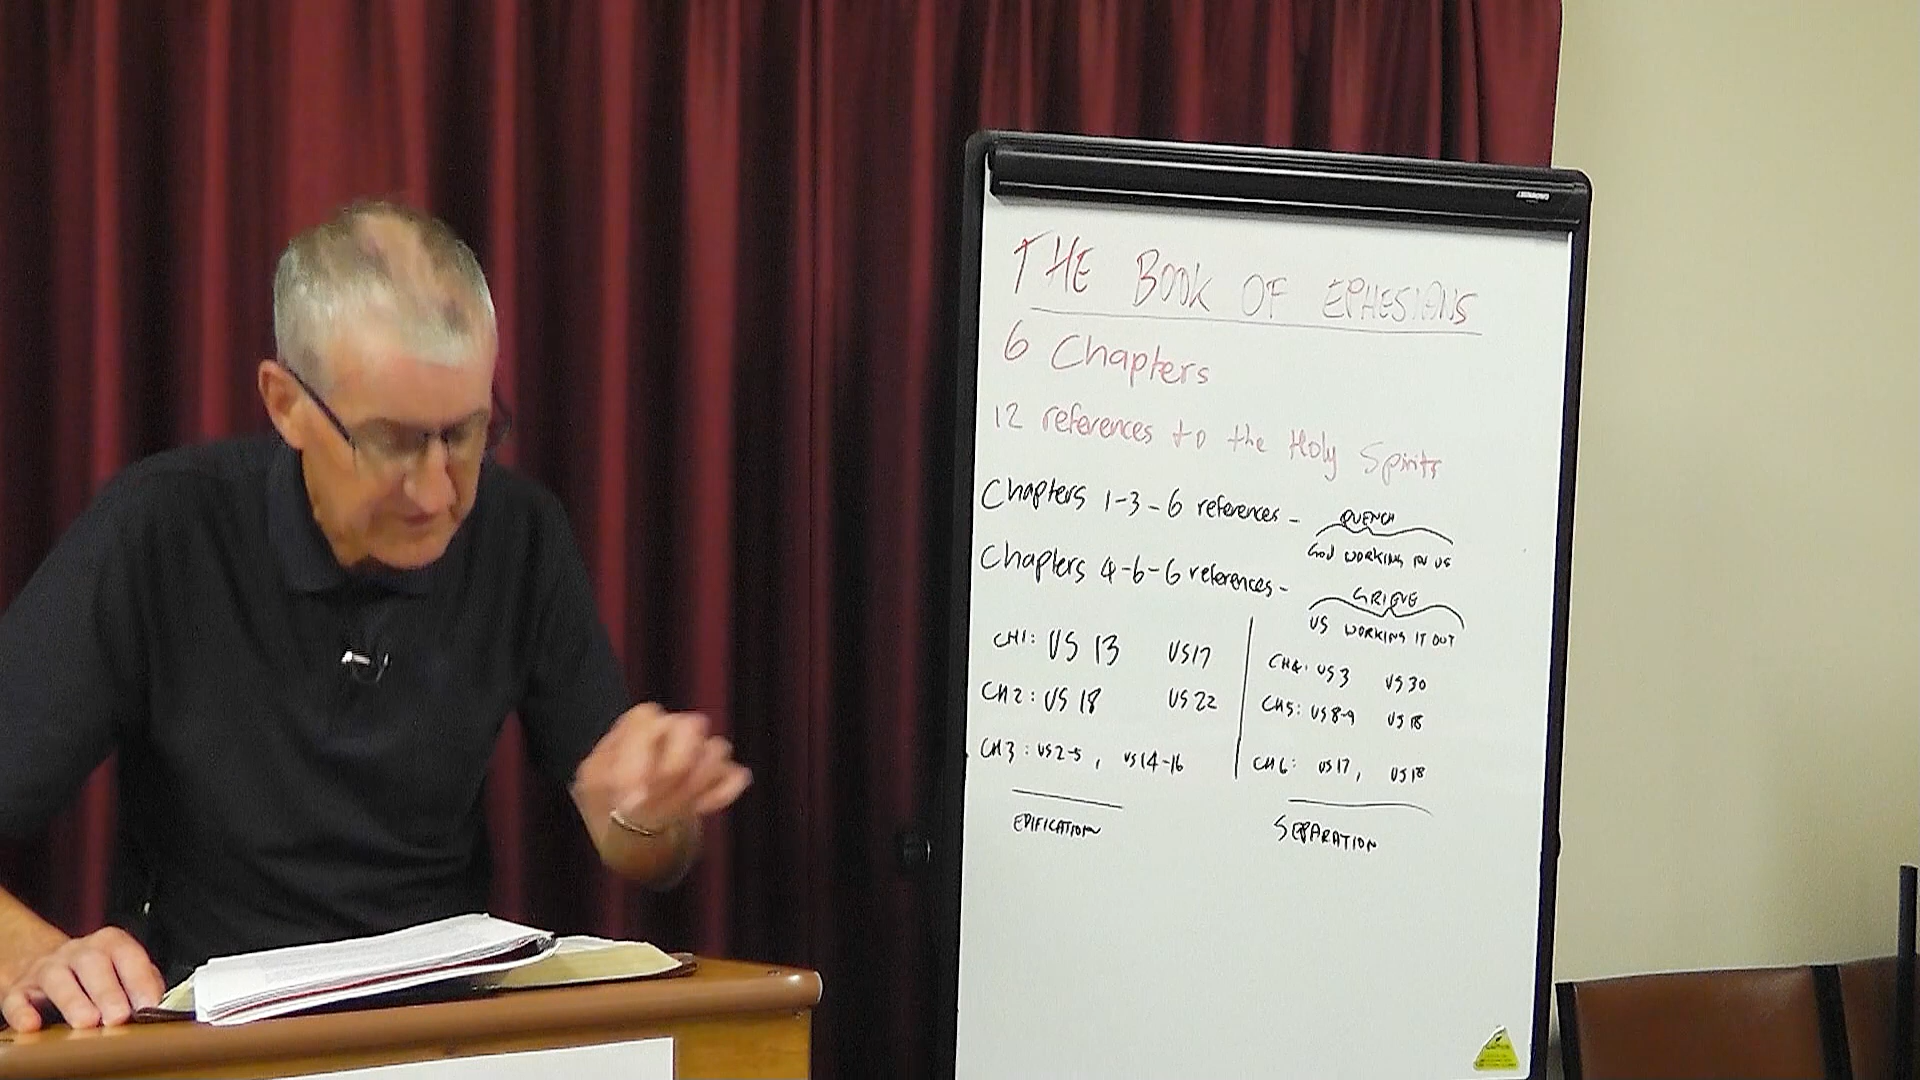 THE BOOK OF EPHESIANS
6 Chapters
12 references to the Holy Spirits
Chapters 1-3 - 6 references - QUENCH
GOD WORKING IN US
Chapters 4-6 - 6 references - GRIEVE
US WORKING IT OUT
CH1: VS 13 VS17
CH2: VS 18 VS 22
CH3: VS2-5, VS14-16
EDIFICATION
CH4: VS3 VS30
CH5: VS8-9 VS18
CH6: VS17, VS18
SEPARATION